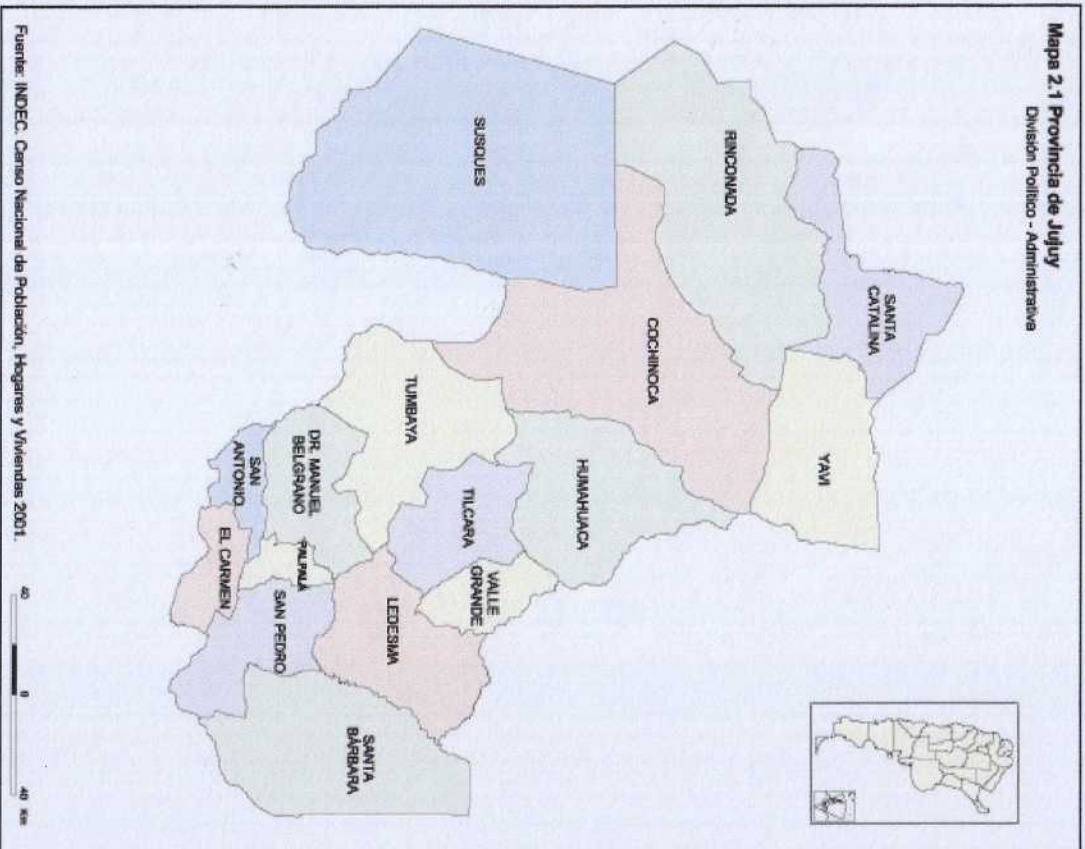 Mapa 2.1 Provincia de Jujuy
División Político - Administrativa
SANTA
CATALINA
YAVI
RINCONADA
COCHINOCA
SUSQUES
HUMAHUACA
TUMBAYA
TILCARA
VALLE
GRANDE
LEDESMA
DR. MANUEL
BELGRANO
PALPALÁ
SAN
ANTONIO
EL CARMEN
SAN PEDRO
SANTA
BÁRBARA
40 0 40 Km
Fuente: INDEC. Censo Nacional de Población, Hogares y Viviendas 2001.